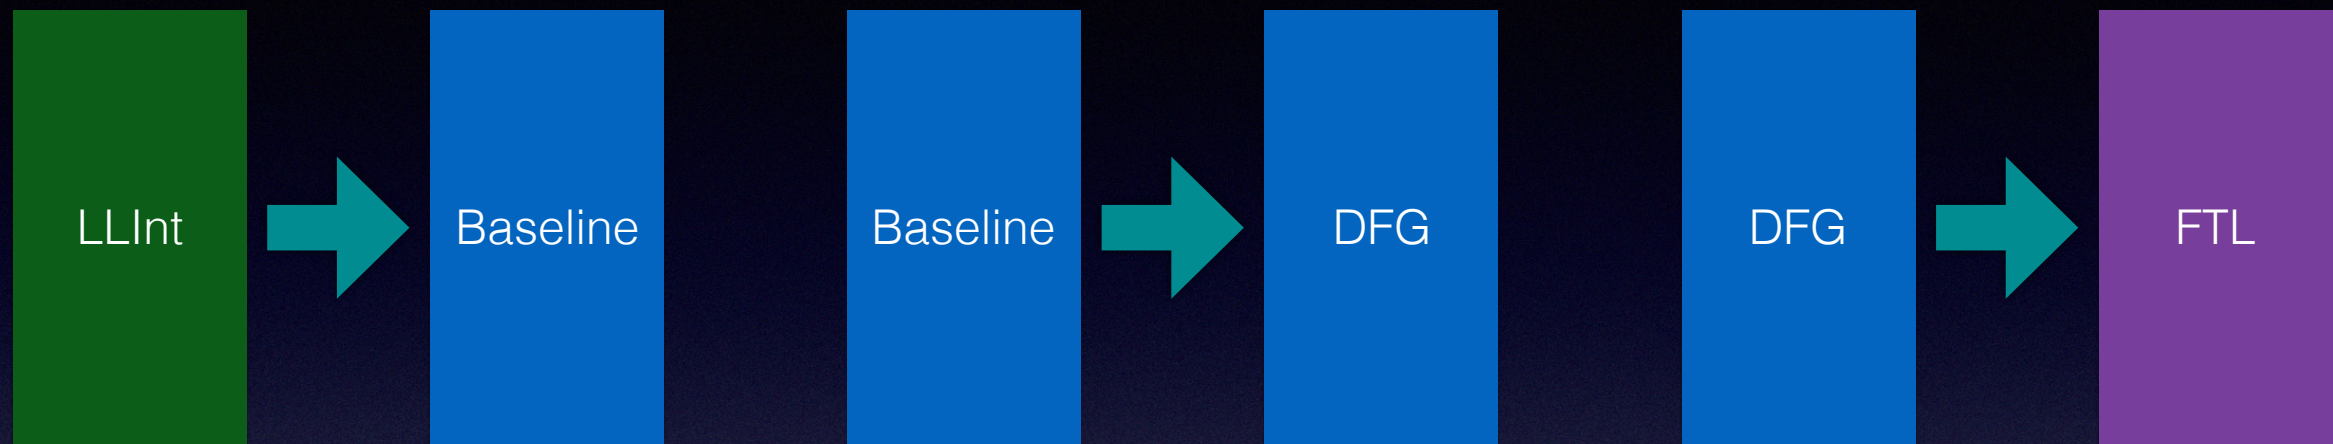 LLInt
Baseline
Baseline
DFG
DFG
FTL